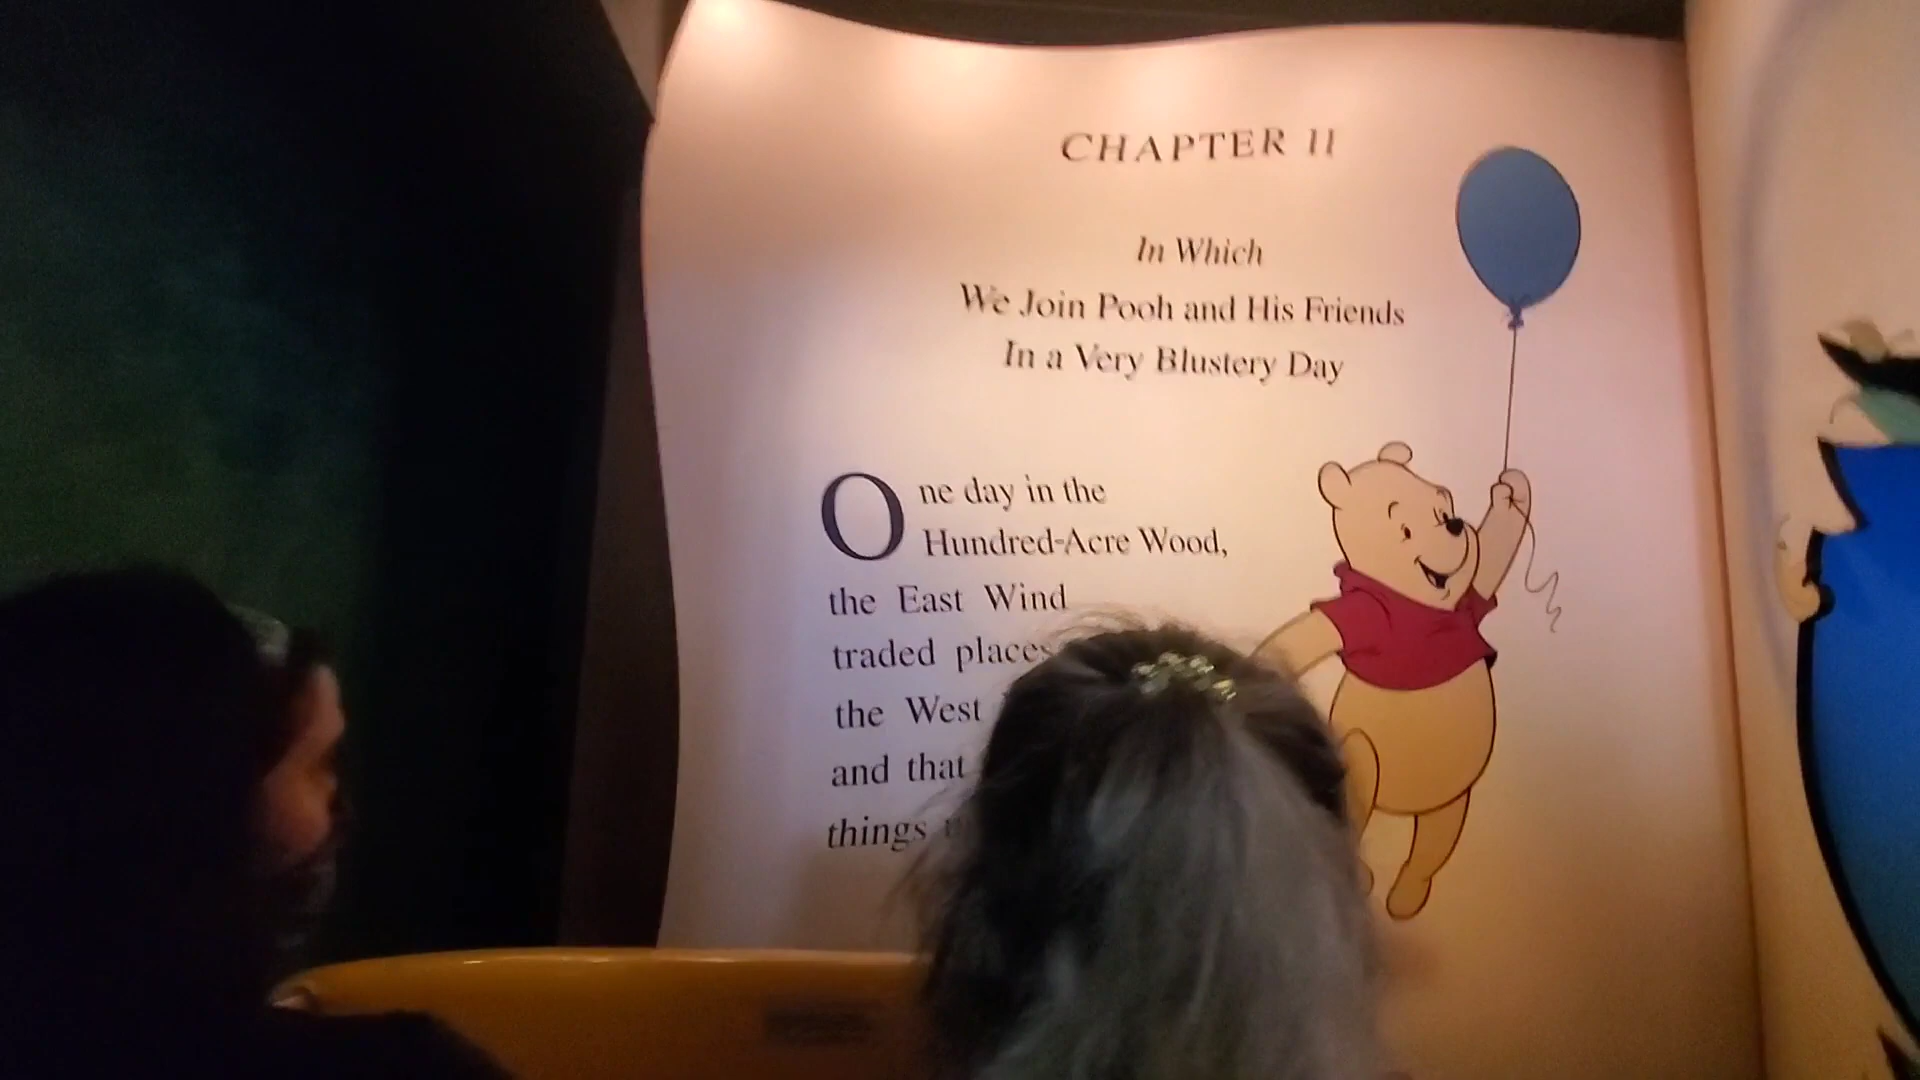 CHAPTER II
In Which
We Join Pooh and His Friends
In a Very Blustery Day
One day in the
Hundred-Acre Wood,
the East Wind
traded places
the West
and that
things